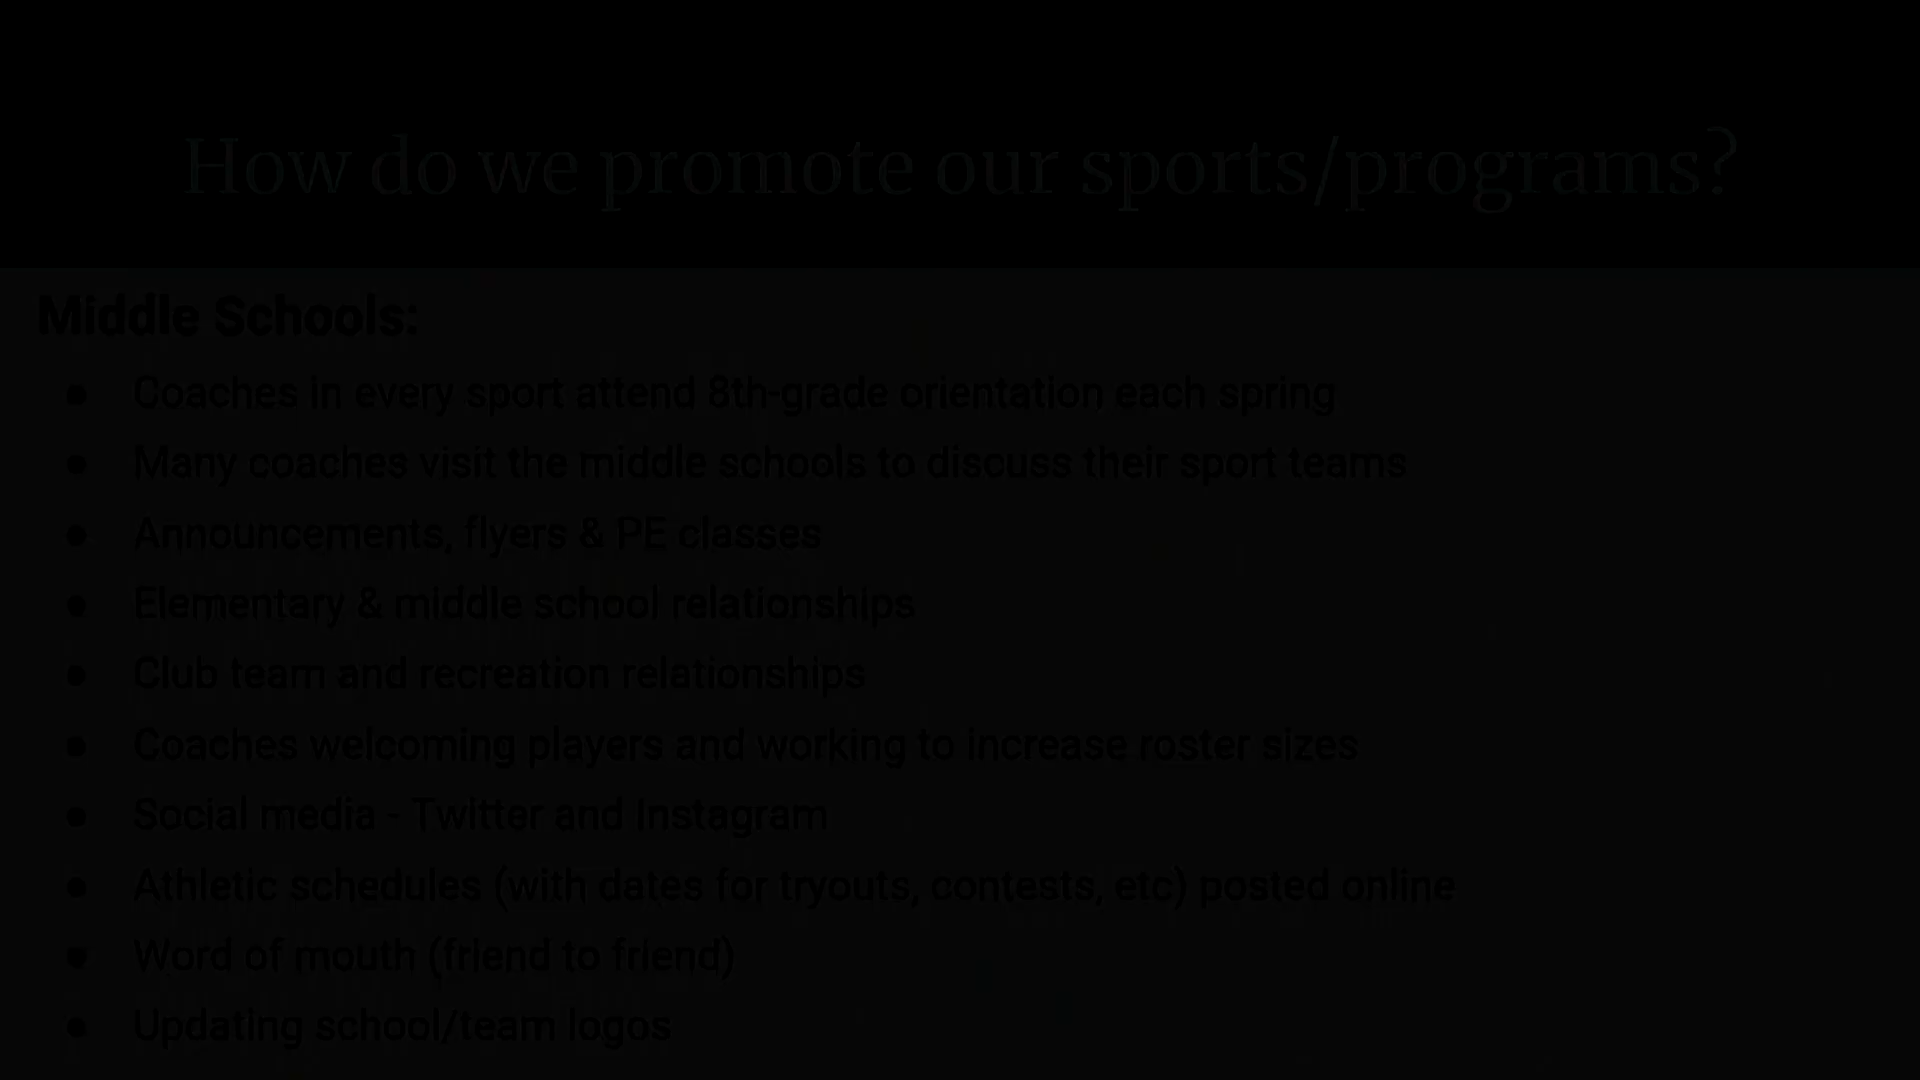 How do we promote our sports/programs?
Middle Schools:
● Coaches in every sport attend 8th-grade orientation each spring
● Many coaches visit the middle schools to discuss their sport teams
● Announcements, flyers & PE classes
● Elementary & middle school relationships
● Club team and recreation relationships
● Coaches welcoming players and working to increase roster sizes
● Social media - Twitter and Instagram
● Athletic schedules (with dates for tryouts, contests, etc) posted online
● Word of mouth (friend to friend)
● Updating school/team logos